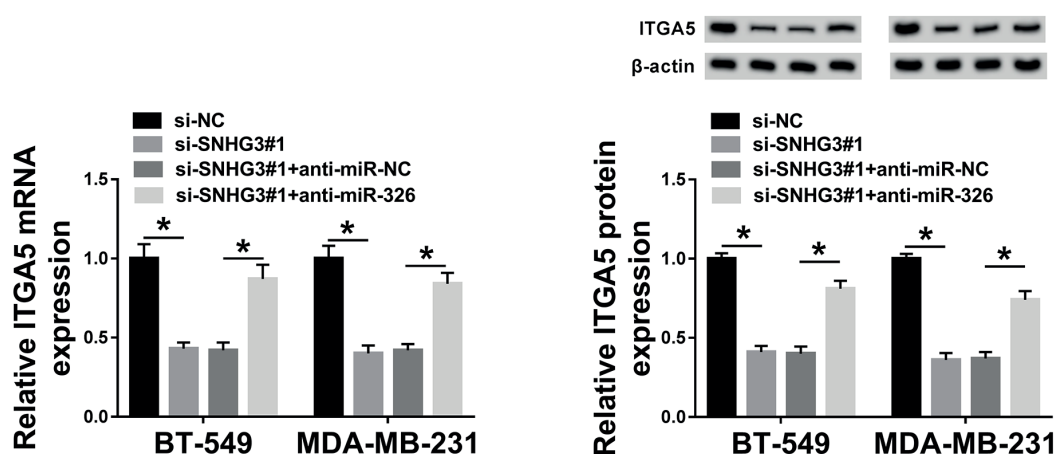 ITGA5
β-actin
si-NC
si-SNHG3#1
si-SNHG3#1+anti-miR-NC
si-SNHG3#1+anti-miR-326
Relative ITGA5 mRNA
expression
1.5
1.0
0.5
0.0
*
*
*
*
BT-549
MDA-MB-231
si-NC
si-SNHG3#1
si-SNHG3#1+anti-miR-NC
si-SNHG3#1+anti-miR-326
Relative ITGA5 protein
expression
1.5
1.0
0.5
0.0
*
*
*
*
BT-549
MDA-MB-231